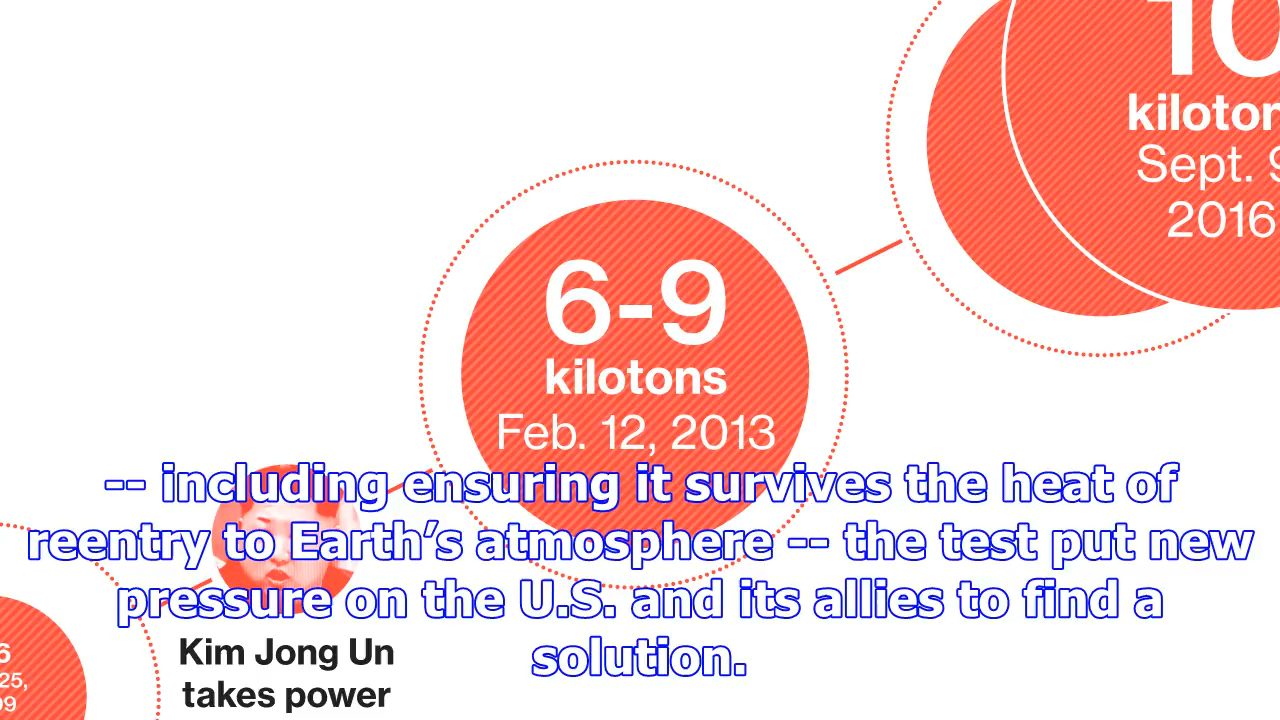 10
Sept.
2016
6-9
kilotons
Feb. 12, 2013
-- including ensuring it survives the heat of
reentry to Earth’s atmosphere -- the test put new
pressure on the U.S. and its allies to find a
solution.
Kim Jong Un
takes power
6
25,